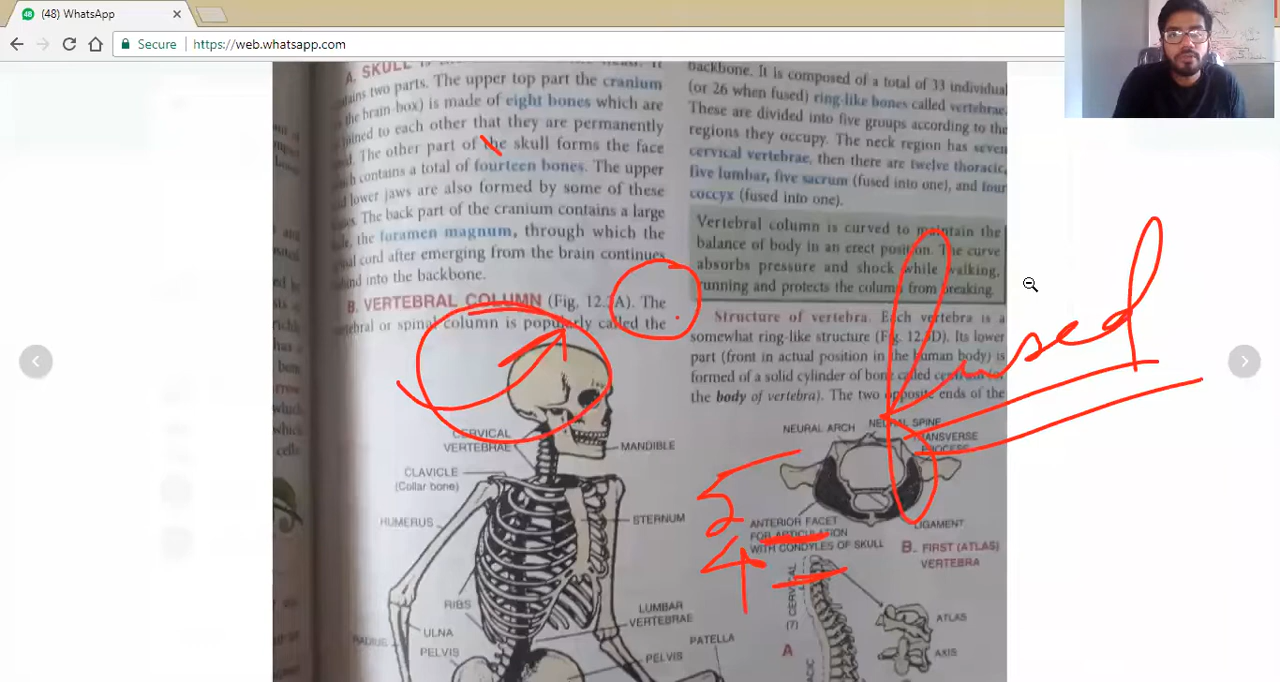 (48) WhatsApp
Secure https://web.whatsapp.com
A. SKULL
two parts. The upper top part the cranium
the brain-box) is made of eight bones which are
to each other that they are permanently
The other part of the skull forms the face
contains a total of fourteen bones. The upper
lower jaws are also formed by some of these
The back part of the cranium contains a large
the foramen magnum, through which the
cord after emerging from the brain continues
into the backbone.
B. VERTEBRAL COLUMN (Fig. The
or spinal column is popularly called the
backbone. It is composed of a total of 33 individual
(or 26 when fused) ring-like bones called vertebrae.
These are divided into five groups according to the
regions they occupy. The neck region has seven
cervical vertebrae, then there are twelve thoracic,
five lumbar, five sacrum (fused into one), and four
coccyx (fused into one).
Vertebral column is curved to maintain the
balance of body in an erect position. The curve
absorbs pressure and shock while walking,
running and protects the column from breaking.
Structure of vertebra. Each vertebra is a
somewhat ring-like structure (Fig. Its lower
part (front in actual position in the human body) is
formed of a solid cylinder of bone called
the body of vertebra). The two opposite ends of the
fused
5
4
CERVICAL
VERTEBRAE
MANDIBLE
CLAVICLE
(Collar bone)
HUMERUS
STERNUM
RIBS
LUMBAR
VERTEBRAE
RADIUS
ULNA
PATELLA
PELVIS
PELVIS
NEURAL ARCH
NEURAL SPINE
TRANSVERSE
PROCESS
ANTERIOR FACET
FOR ARTICULATION
WITH CONDYLES OF SKULL
LIGAMENT
B. FIRST (ATLAS)
VERTEBRA
CERVICAL
(7)
A
ATLAS
AXIS